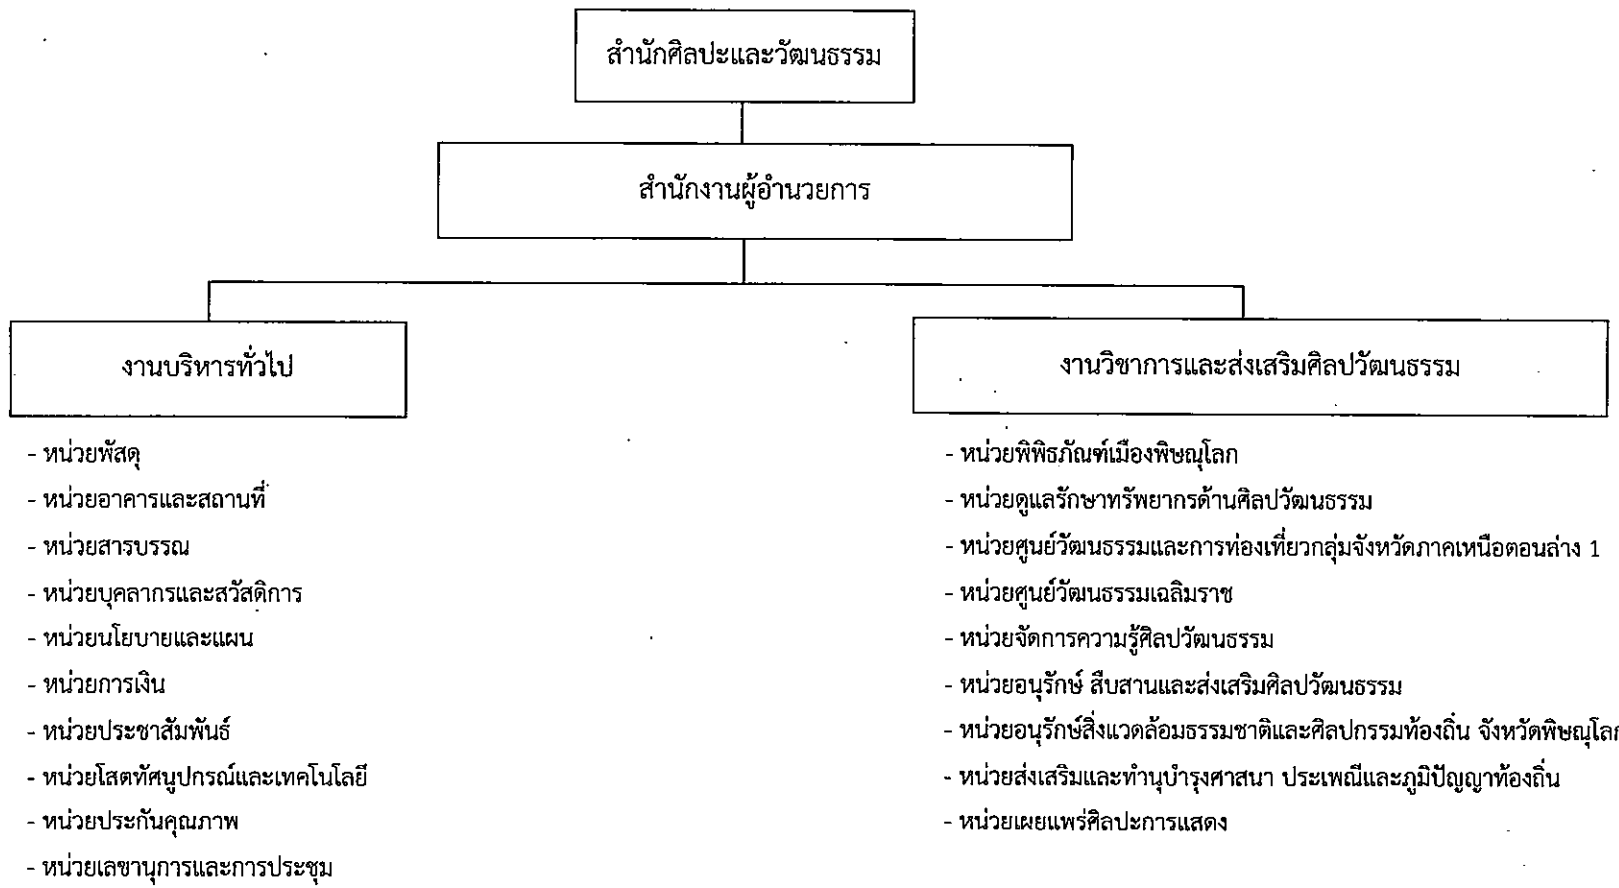 สำนักศิลปะและวัฒนธรรม
สำนักงานผู้อำนวยการ
งานบริหารทั่วไป
- หน่วยพัสดุ
- หน่วยอาคารและสถานที่
- หน่วยสารบรรณ
- หน่วยบุคลากรและสวัสดิการ
- หน่วยนโยบายและแผน
- หน่วยการเงิน
- หน่วยประชาสัมพันธ์
- หน่วยโสตทัศนูปกรณ์และเทคโนโลยี
- หน่วยประกันคุณภาพ
- หน่วยเลขานุการและการประชุม
งานวิชาการและส่งเสริมศิลปวัฒนธรรม
- หน่วยพิพิธภัณฑ์เมืองพิษณุโลก
- หน่วยดูแลรักษาทรัพยากรด้านศิลปวัฒนธรรม
- หน่วยศูนย์วัฒนธรรมและการท่องเที่ยวกลุ่มจังหวัดภาคเหนือตอนล่าง 1
- หน่วยศูนย์วัฒนธรรมเฉลิมราช
- หน่วยจัดการความรู้ศิลปวัฒนธรรม
- หน่วยอนุรักษ์ สืบสานและส่งเสริมศิลปวัฒนธรรม
- หน่วยอนุรักษ์สิ่งแวดล้อมธรรมชาติและศิลปกรรมท้องถิ่น จังหวัดพิษณุโลก
- หน่วยส่งเสริมและทำนุบำรุงศาสนา ประเพณีและภูมิปัญญาท้องถิ่น
- หน่วยเผยแพร่ศิลปะการแสดง